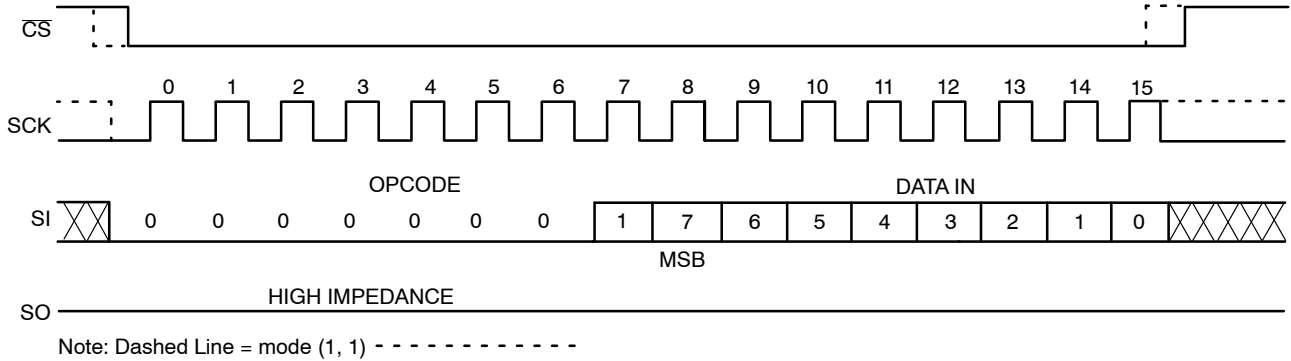 CS
0 1 2 3 4 5 6 7 8 9 10 11 12 13 14 15
SCK
OPCODE DATA IN
SI 0 0 0 0 0 0 0 1 7 6 5 4 3 2 1 0
MSB
HIGH IMPEDANCE
SO
Note: Dashed Line = mode (1, 1)